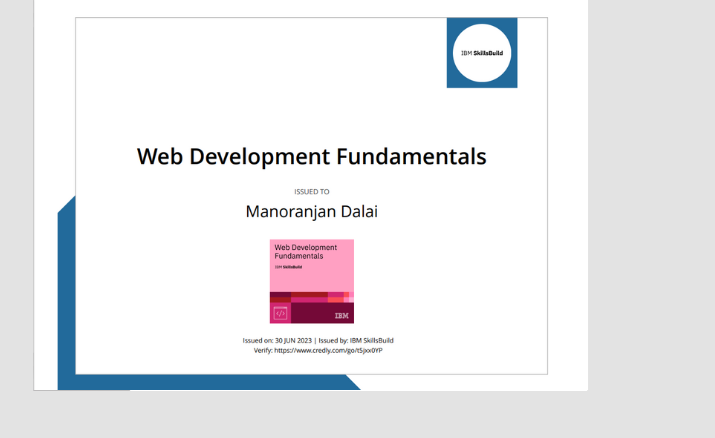 IBM SkillsBuild
Web Development Fundamentals
ISSUED TO
Manoranjan Dalai
Web Development
Fundamentals
IBM SkillsBuild
</>
IBM
Issued on: 30 JUN 2023 | Issued by: IBM SkillsBuild
Verify: https://www.credly.com/go/t5jxx0YP